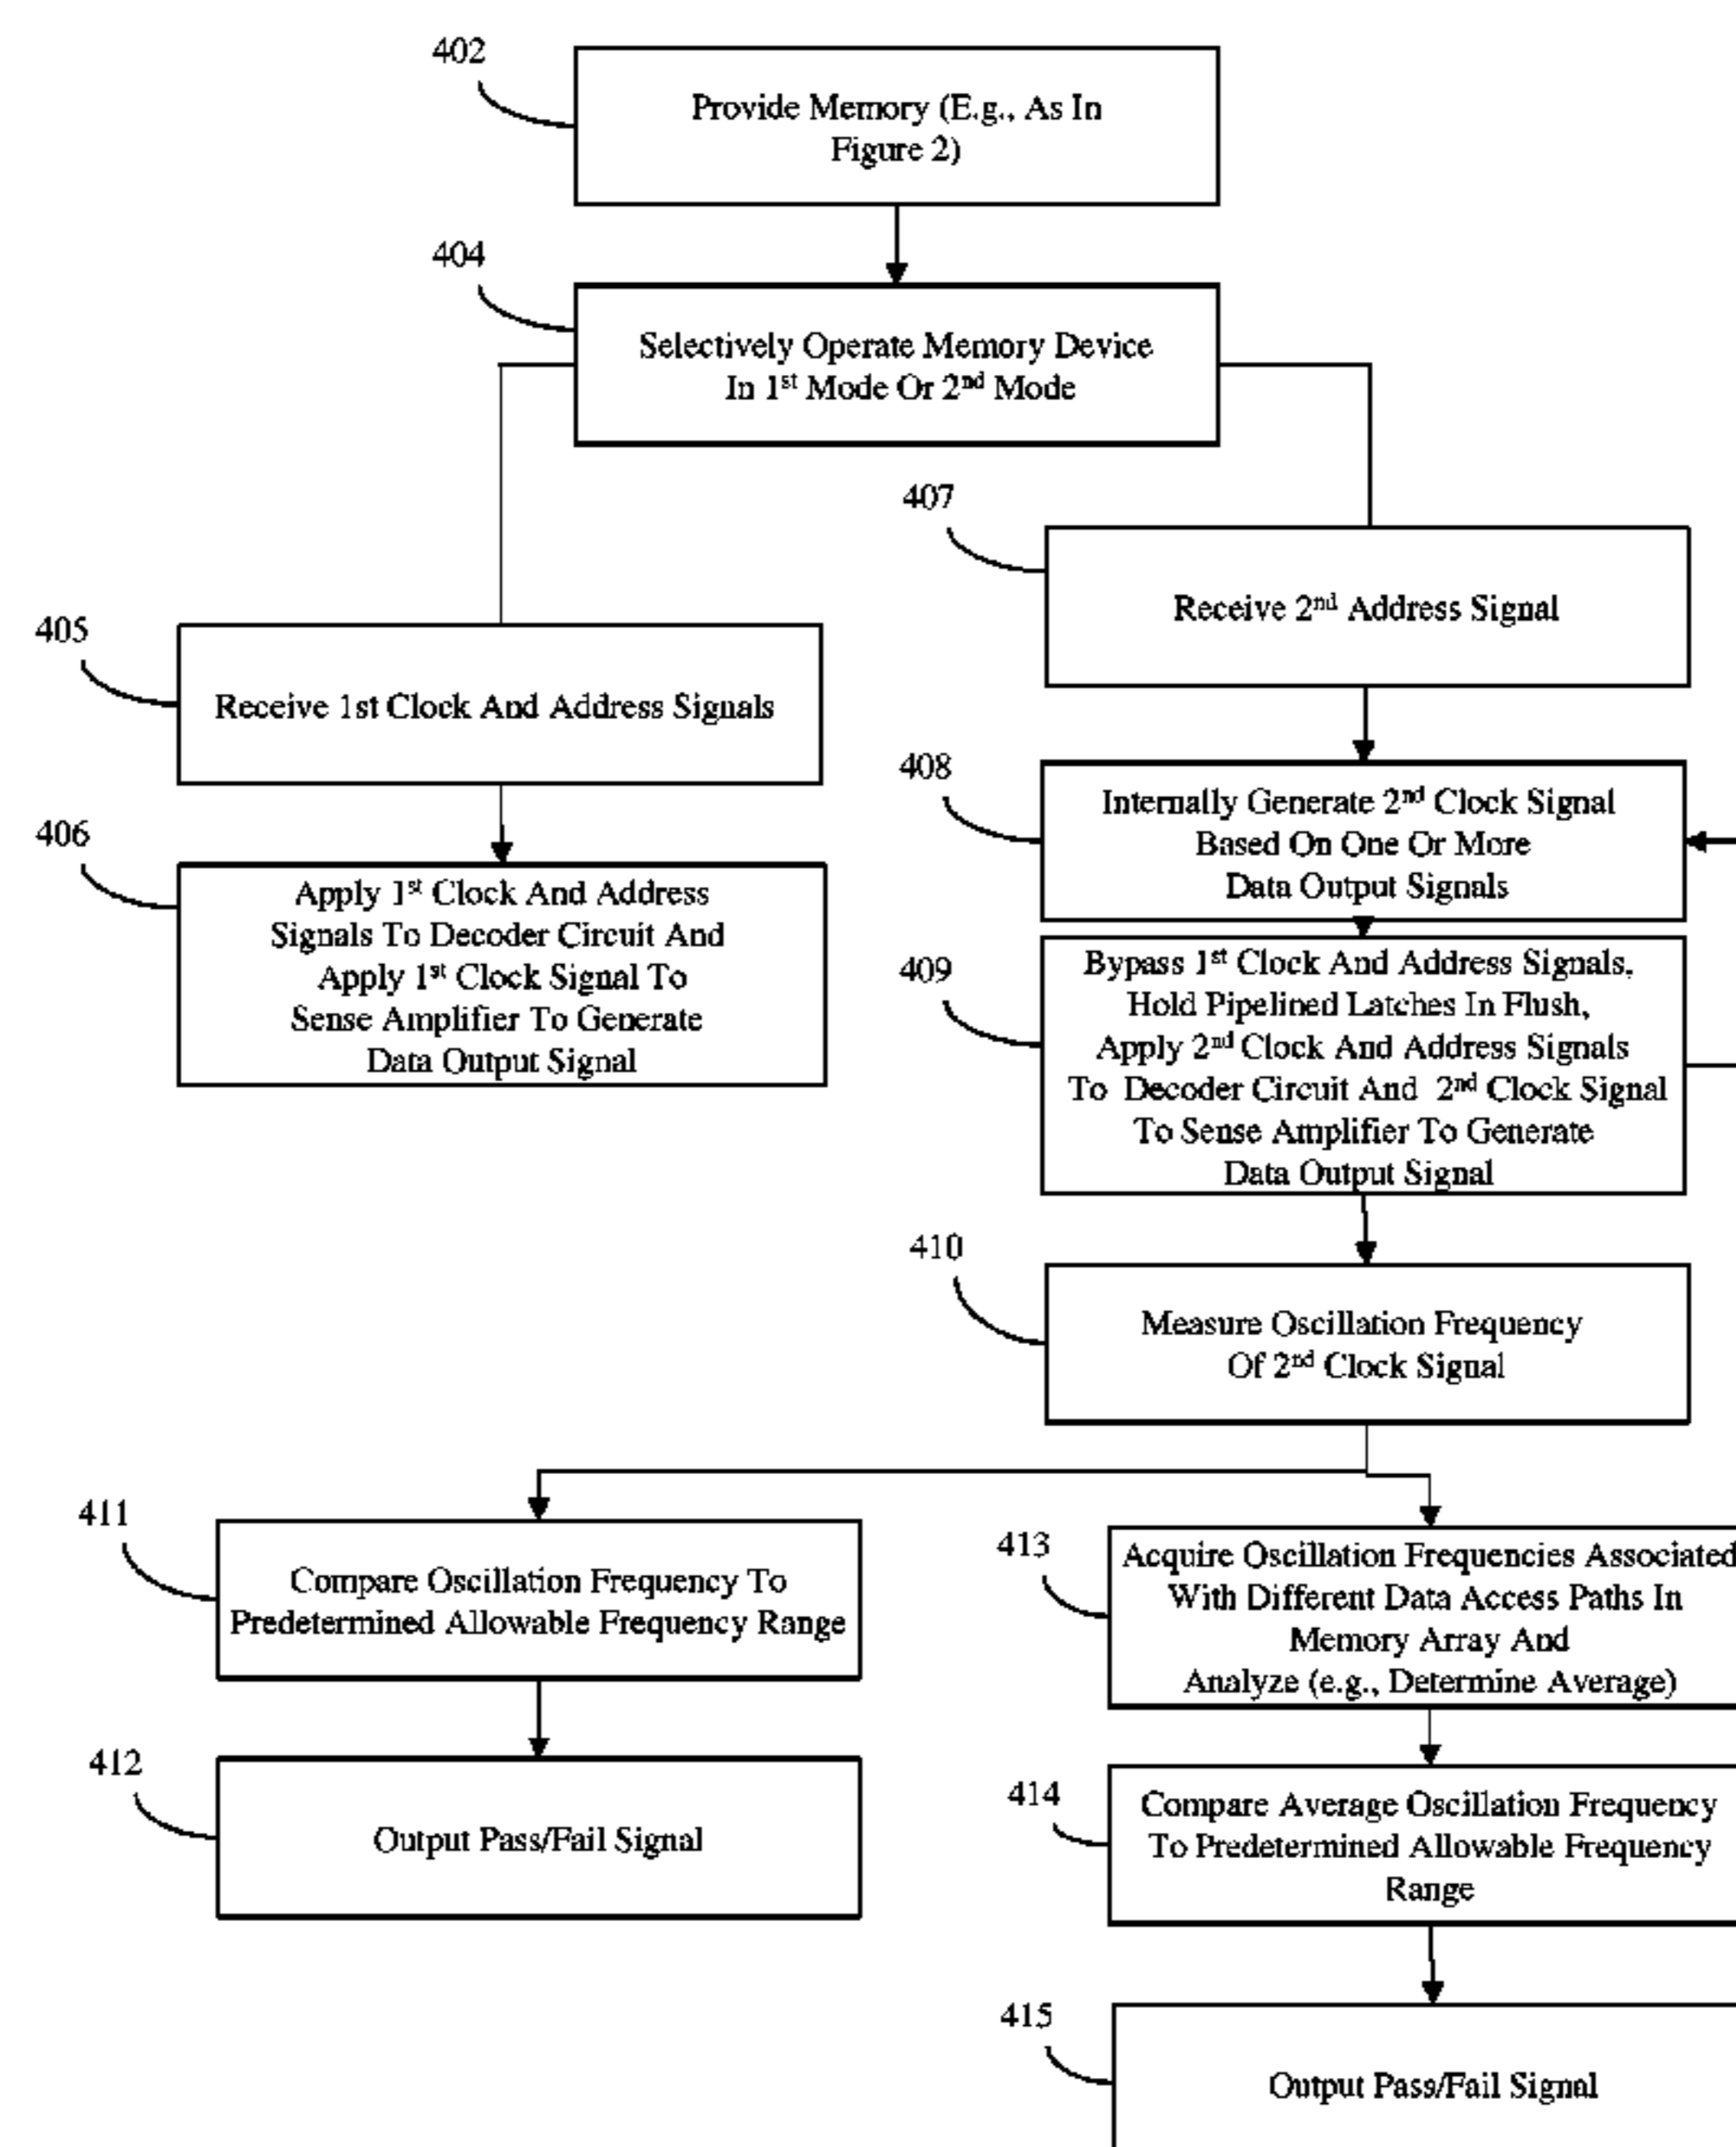 402
Provide Memory (E.g., As In
Figure 2)
404
Selectively Operate Memory Device
In 1st Mode Or 2nd Mode
407
Receive 2nd Address Signal
405
Receive 1st Clock And Address Signals
408
Internally Generate 2nd Clock Signal
Based On One Or More
Data Output Signals
406
Apply 1st Clock And Address
Signals To Decoder Circuit And
Apply 1st Clock Signal To
Sense Amplifier To Generate
Data Output Signal
409
Bypass 1st Clock And Address Signals,
Hold Pipelined Latches In Flush,
Apply 2nd Clock And Address Signals
To Decoder Circuit And 2nd Clock Signal
To Sense Amplifier To Generate
Data Output Signal
410
Measure Oscillation Frequency
Of 2nd Clock Signal
411
Compare Oscillation Frequency To
Predetermined Allowable Frequency Range
413
Acquire Oscillation Frequencies Associated
With Different Data Access Paths In
Memory Array And
Analyze (e.g., Determine Average)
412
Output Pass/Fail Signal
414
Compare Average Oscillation Frequency
To Predetermined Allowable Frequency
Range
415
Output Pass/Fail Signal